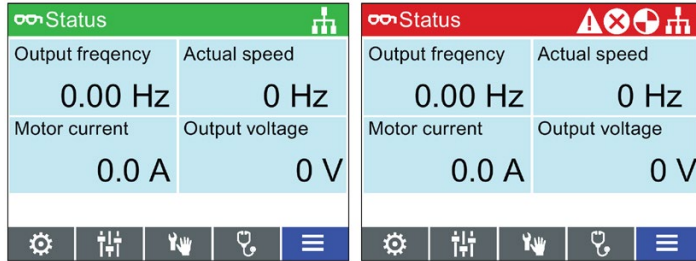 Status
Output freqency
Actual speed
0.00 Hz
0 Hz
Motor current
Output voltage
0.0 A
0 V
Status
Output freqency
Actual speed
0.00 Hz
0 Hz
Motor current
Output voltage
0.0 A
0 V